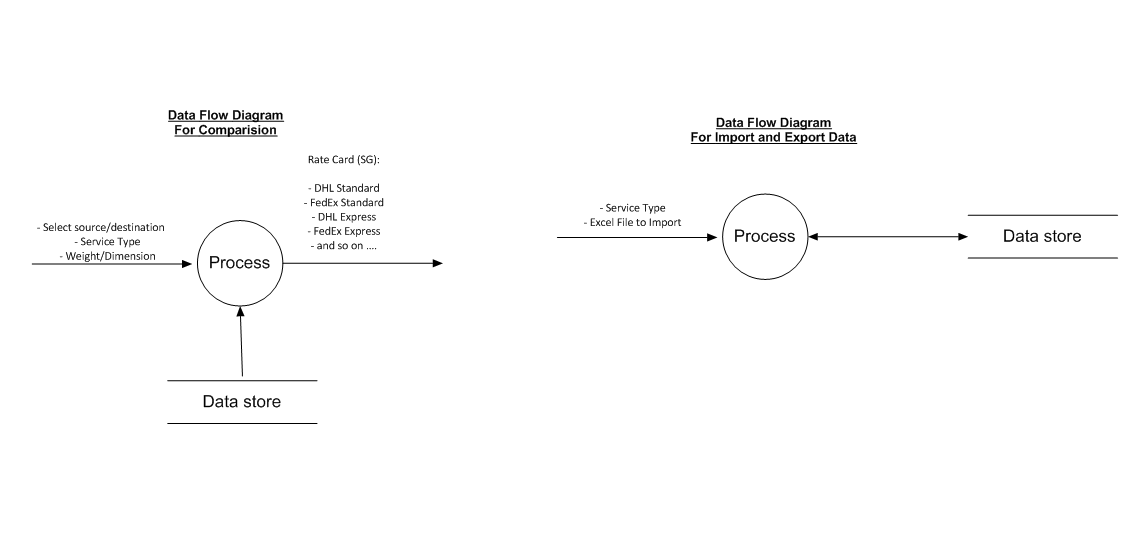 Data Flow Diagram
For Comparision
Rate Card (SG):
- DHL Standard
- FedEx Standard
- DHL Express
- FedEx Express
- and so on ....
- Select source/destination
- Service Type
- Weight/Dimension
Process
Data store
Data Flow Diagram
For Import and Export Data
- Service Type
- Excel File to Import
Process
Data store